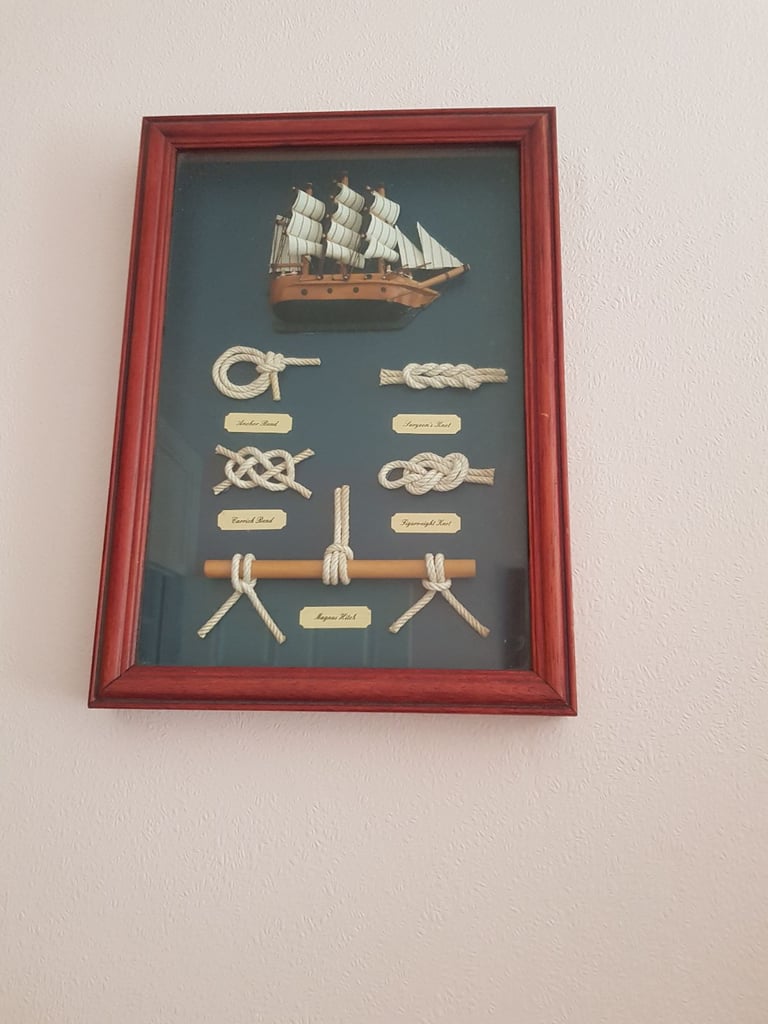 Anchor Bend
Surgeon's Knot
Carrick Bend
Figure-eight Knot
Magnus Hitch